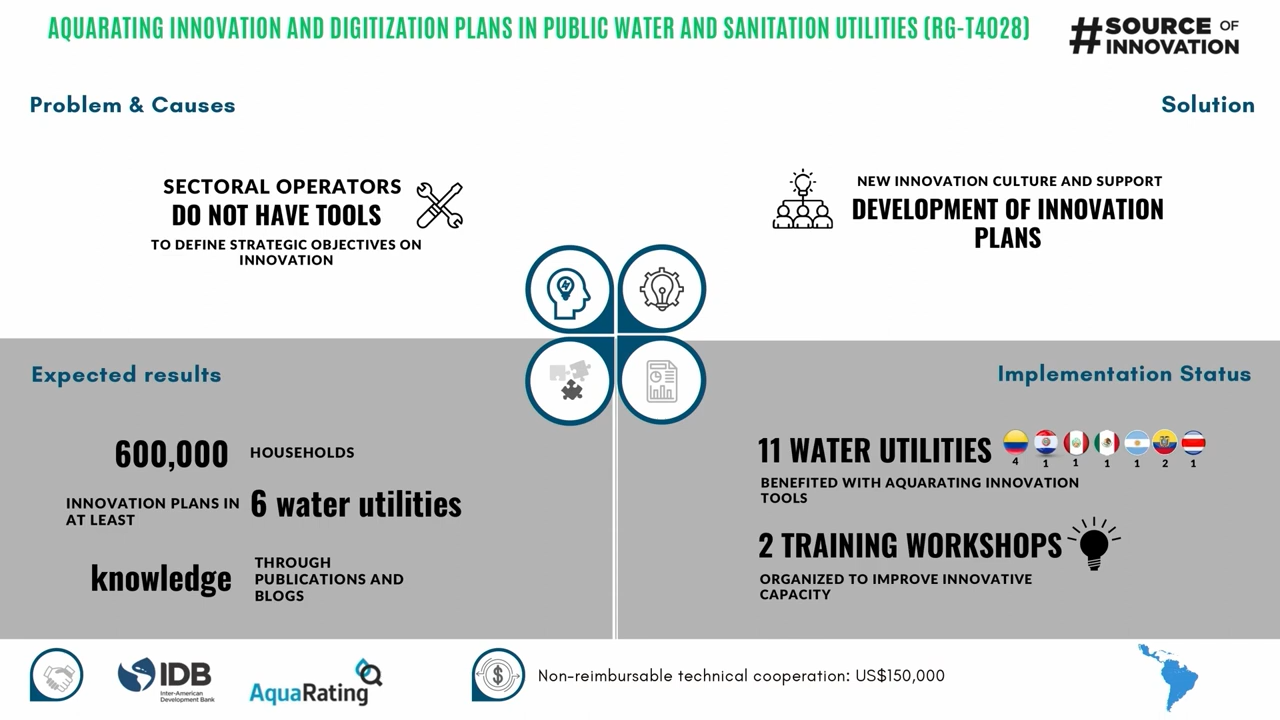 AQUARATING INNOVATION AND DIGITIZATION PLANS IN PUBLIC WATER AND SANITATION UTILITIES (RG-T4028)
#SOURCE OF
INNOVATION
Problem & Causes
SECTORAL OPERATORS
DO NOT HAVE TOOLS
TO DEFINE STRATEGIC OBJECTIVES ON
INNOVATION
Solution
NEW INNOVATION CULTURE AND SUPPORT
DEVELOPMENT OF INNOVATION
PLANS
Expected results
600,000 HOUSEHOLDS
INNOVATION PLANS IN
AT LEAST
6 water utilities
knowledge
THROUGH
PUBLICATIONS AND
BLOGS
Implementation Status
11 WATER UTILITIES
4 1 1 1 1 2 1
BENEFITED WITH AQUARATING INNOVATION
TOOLS
2 TRAINING WORKSHOPS
ORGANIZED TO IMPROVE INNOVATIVE
CAPACITY
IDB
Inter-American
Development Bank
AquaRating
$
Non-reimbursable technical cooperation: US$150,000